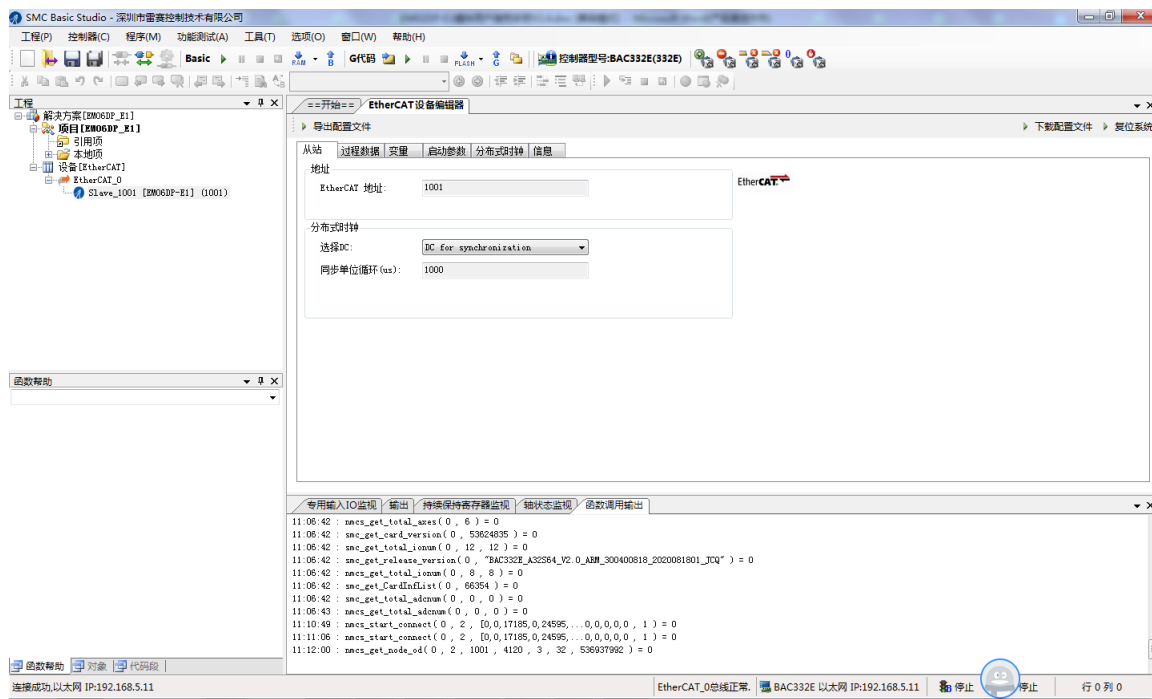 SMC Basic Studio - 深圳市雷赛控制技术有限公司
工程(P) 控制器(C) 程序(M) 功能测试(A) 工具(T) 选项(O) 窗口(W) 帮助(H)
Basic RAM B G代码 FLASH G 控制器型号:BAC332E(332E)
工程
解决方案[EM06DP_E1]
项目[EM06DP_E1]
引用项
本地项
设备[EtherCAT]
EtherCAT_0
Slave_1001 [EM06DP-E1] (1001)
函数帮助
函数帮助 对象 代码段
==开始== EtherCAT设备编辑器
导出配置文件 下载配置文件 复位系统
从站 过程数据 变量 启动参数 分布式时钟 信息
地址
EtherCAT 地址: 1001
EtherCAT
分布式时钟
选择DC: DC for synchronization
同步单位循环(us): 1000
专用输入IO监视 输出 持续保持寄存器监视 轴状态监视 函数调用输出
11:06:42 : nmcs_get_total_axes( 0 , 6 ) = 0
11:06:42 : smc_get_card_version( 0 , 53624835 ) = 0
11:06:42 : smc_get_total_ionum( 0 , 12 , 12 ) = 0
11:06:42 : smc_get_release_version( 0 , "BAC332E_A32S64_V2.0_ARM_300400818_2020081801_JCQ" ) = 0
11:06:42 : nmcs_get_total_ionum( 0 , 8 , 8 ) = 0
11:06:42 : smc_get_CardInfList( 0 , 66354 ) = 0
11:06:42 : smc_get_total_adcnum( 0 , 0 , 0 ) = 0
11:06:43 : nmcs_get_total_adcnum( 0 , 0 , 0 ) = 0
11:10:49 : nmcs_start_connect( 0 , 2 , [0,0,17185,0,24595,...0,0,0,0,0 , 1 ) = 0
11:11:06 : nmcs_start_connect( 0 , 2 , [0,0,17185,0,24595,...0,0,0,0,0 , 1 ) = 0
11:12:00 : nmcs_get_node_od( 0 , 2 , 1001 , 4120 , 3 , 32 , 536937992 ) = 0
连接成功,以太网 IP:192.168.5.11 EtherCAT_0总线正常. BAC332E 以太网 IP:192.168.5.11 停止 停止 行 0 列 0